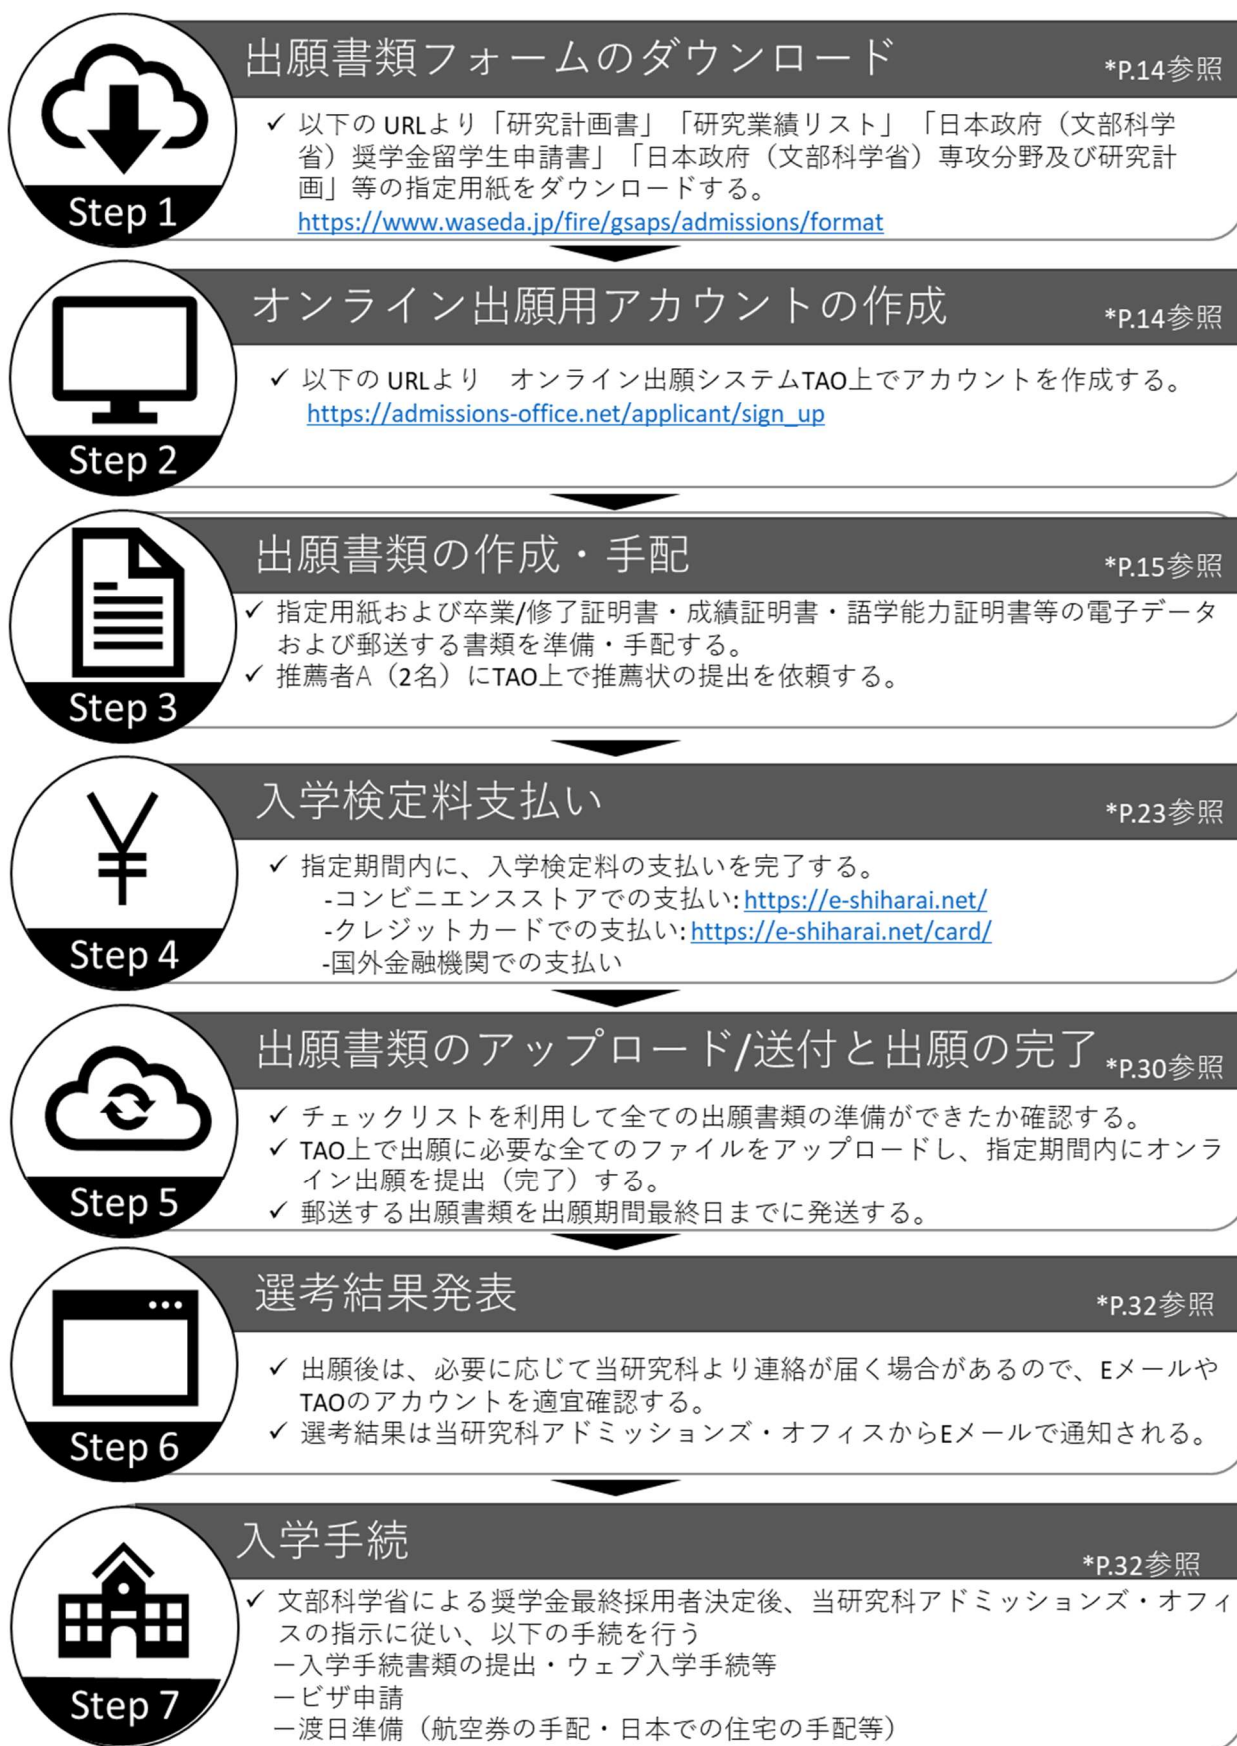 出願書類フォームのダウンロード
*P.14参照
✓ 以下の URLより「研究計画書」「研究業績リスト」「日本政府（文部科学
省）奨学金留学生申請書」「日本政府（文部科学省）専攻分野及び研究計
画」等の指定用紙をダウンロードする。
https://www.waseda.jp/fire/gsaps/admissions/format
Step 1
オンライン出願用アカウントの作成
*P.14参照
✓ 以下の URLより　オンライン出願システムTAO上でアカウントを作成する。
https://admissions-office.net/applicant/sign_up
Step 2
出願書類の作成・手配
*P.15参照
✓ 指定用紙および卒業/修了証明書・成績証明書・語学能力証明書等の電子データ
および郵送する書類を準備・手配する。
✓ 推薦者A（2名）にTAO上で推薦状の提出を依頼する。
Step 3
入学検定料支払い
*P.23参照
✓ 指定期間内に、入学検定料の支払いを完了する。
-コンビニエンスストアでの支払い: https://e-shiharai.net/
-クレジットカードでの支払い: https://e-shiharai.net/card/
-国外金融機関での支払い
¥
Step 4
出願書類のアップロード/送付と出願の完了
*P.30参照
✓ チェックリストを利用して全ての出願書類の準備ができたか確認する。
✓ TAO上で出願に必要な全てのファイルをアップロードし、指定期間内にオンラ
イン出願を提出（完了）する。
✓ 郵送する出願書類を出願期間最終日までに発送する。
Step 5
選考結果発表
*P.32参照
✓ 出願後は、必要に応じて当研究科より連絡が届く場合があるので、Eメールや
TAOのアカウントを適宜確認する。
✓ 選考結果は当研究科アドミッションズ・オフィスからEメールで通知される。
Step 6
入学手続
*P.32参照
✓ 文部科学省による奨学金最終採用者決定後、当研究科アドミッションズ・オフィ
スの指示に従い、以下の手続を行う
－入学手続書類の提出・ウェブ入学手続等
－ビザ申請
－渡日準備（航空券の手配・日本での住宅の手配等）
Step 7